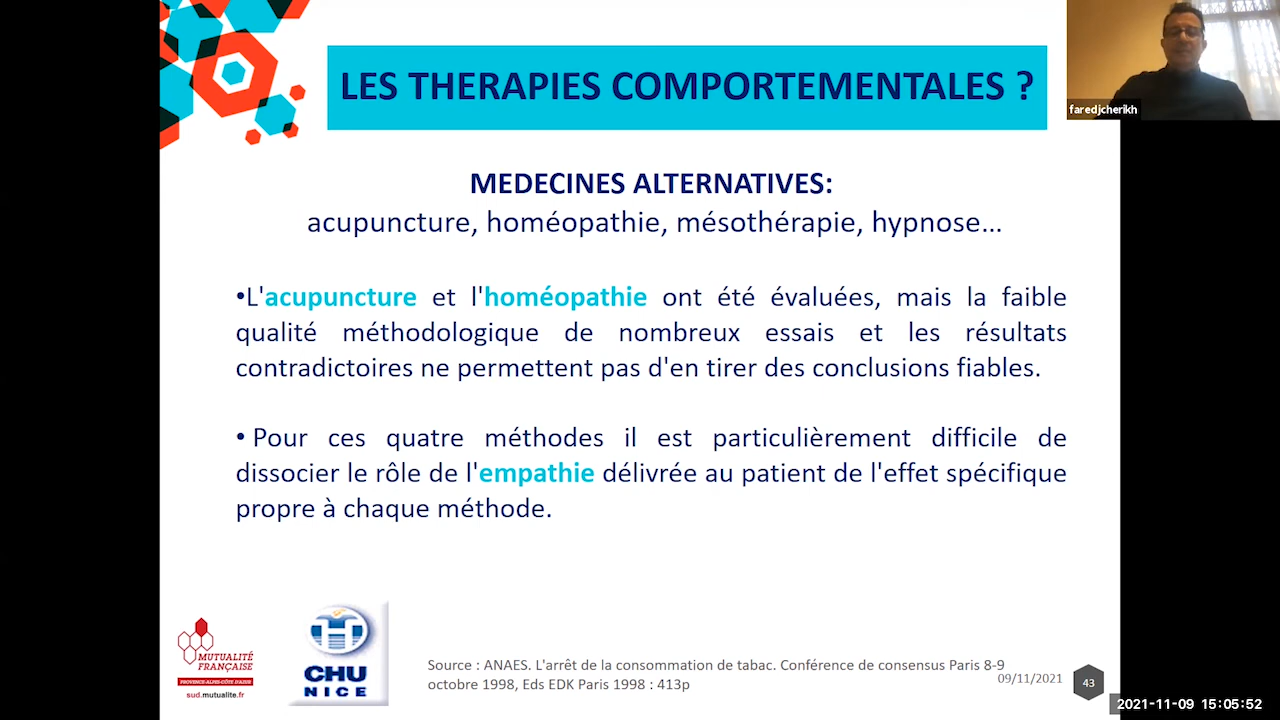 LES THERAPIES COMPORTEMENTALES ?
faredjcherikh
MEDECINES ALTERNATIVES:
acupuncture, homéopathie, mésothérapie, hypnose...
•L'acupuncture et l'homéopathie ont été évaluées, mais la faible
qualité méthodologique de nombreux essais et les résultats
contradictoires ne permettent pas d'en tirer des conclusions fiables.
• Pour ces quatre méthodes il est particulièrement difficile de
dissocier le rôle de l'empathie délivrée au patient de l'effet spécifique
propre à chaque méthode.
MUTUALITÉ
FRANÇAISE
PROVENCE-ALPES-CÔTE D'AZUR
sud.mutualite.fr
CHU
NICE
Source : ANAES. L'arrêt de la consommation de tabac. Conférence de consensus Paris 8-9
octobre 1998, Eds EDK Paris 1998 : 413p
09/11/2021
43
2021-11-09 15:05:52